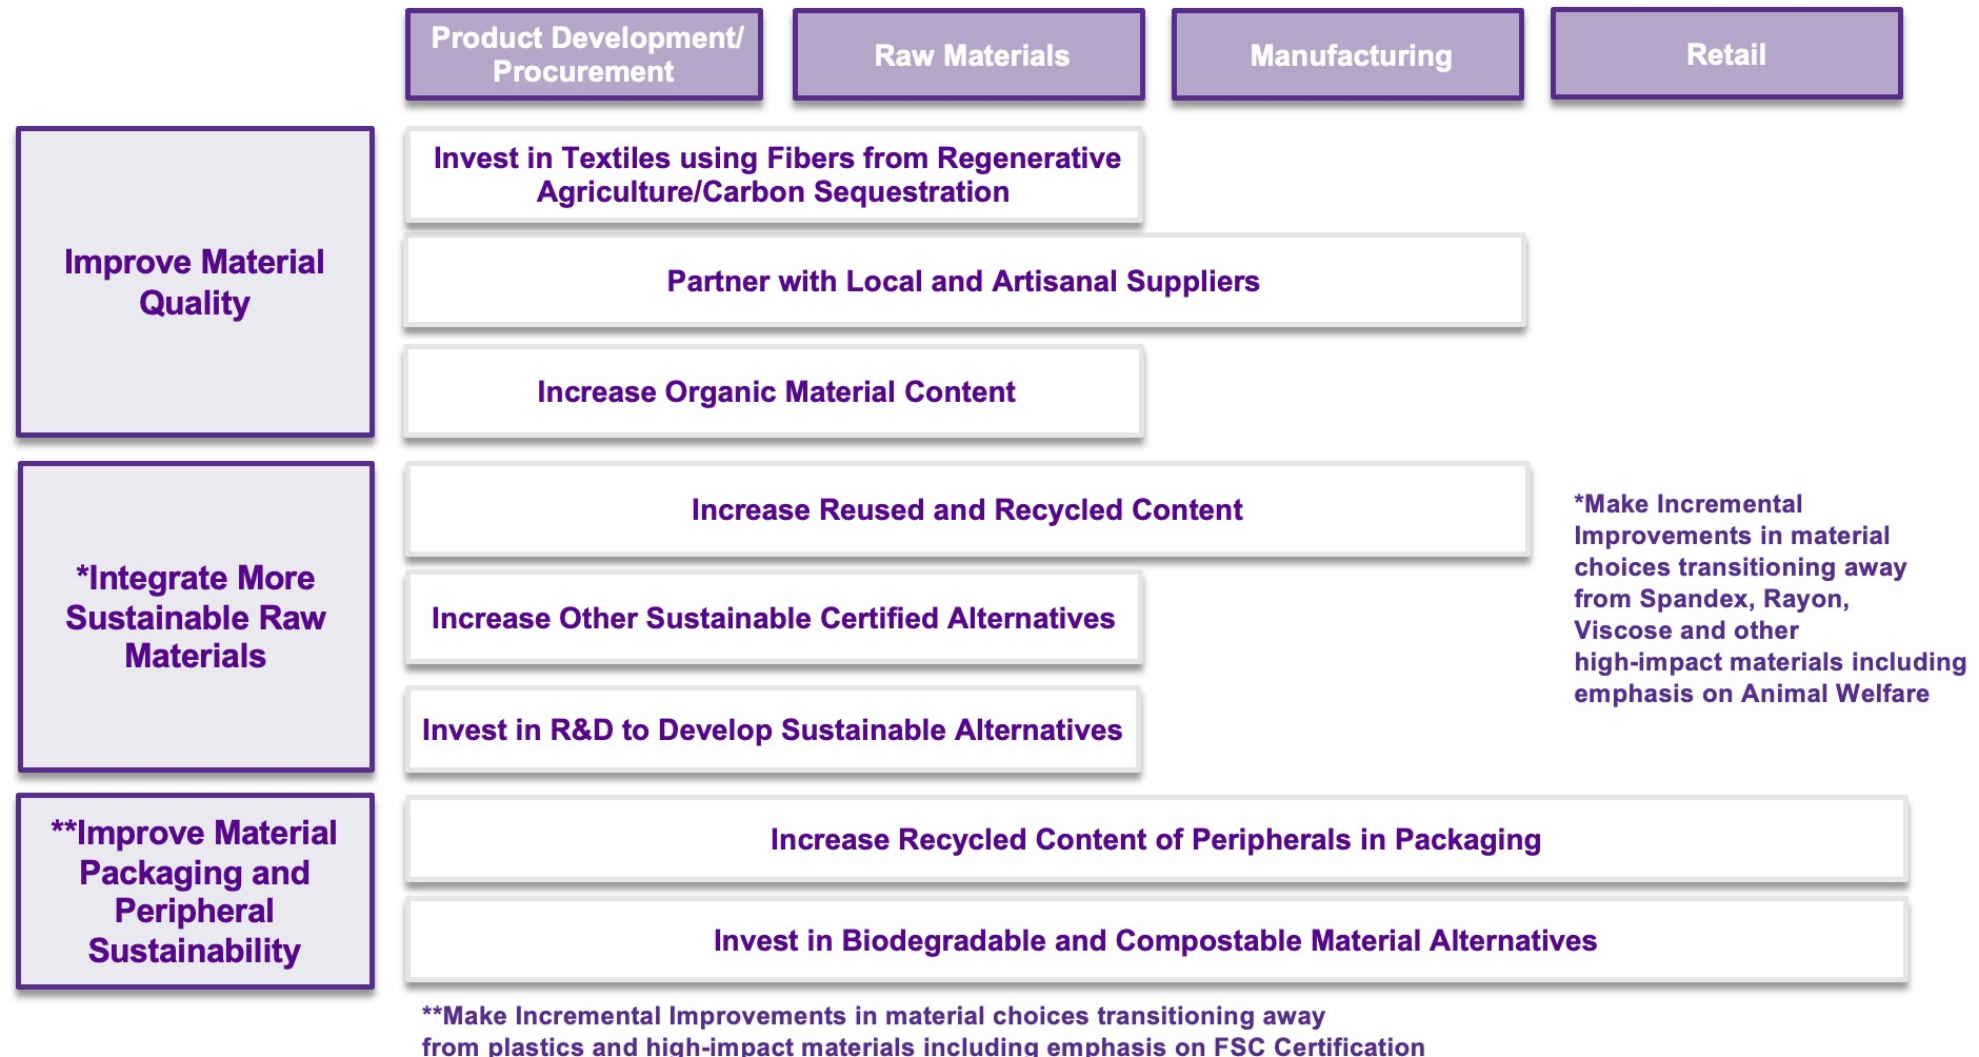 Product Development/
Procurement
Raw Materials
Manufacturing
Retail
Improve Material
Quality
Invest in Textiles using Fibers from Regenerative
Agriculture/Carbon Sequestration
Partner with Local and Artisanal Suppliers
Increase Organic Material Content
*Integrate More
Sustainable Raw
Materials
Increase Reused and Recycled Content
Increase Other Sustainable Certified Alternatives
Invest in R&D to Develop Sustainable Alternatives
*Make Incremental
Improvements in material
choices transitioning away
from Spandex, Rayon,
Viscose and other
high-impact materials including
emphasis on Animal Welfare
**Improve Material
Packaging and
Peripheral
Sustainability
Increase Recycled Content of Peripherals in Packaging
Invest in Biodegradable and Compostable Material Alternatives
**Make Incremental Improvements in material choices transitioning away
from plastics and high-impact materials including emphasis on FSC Certification